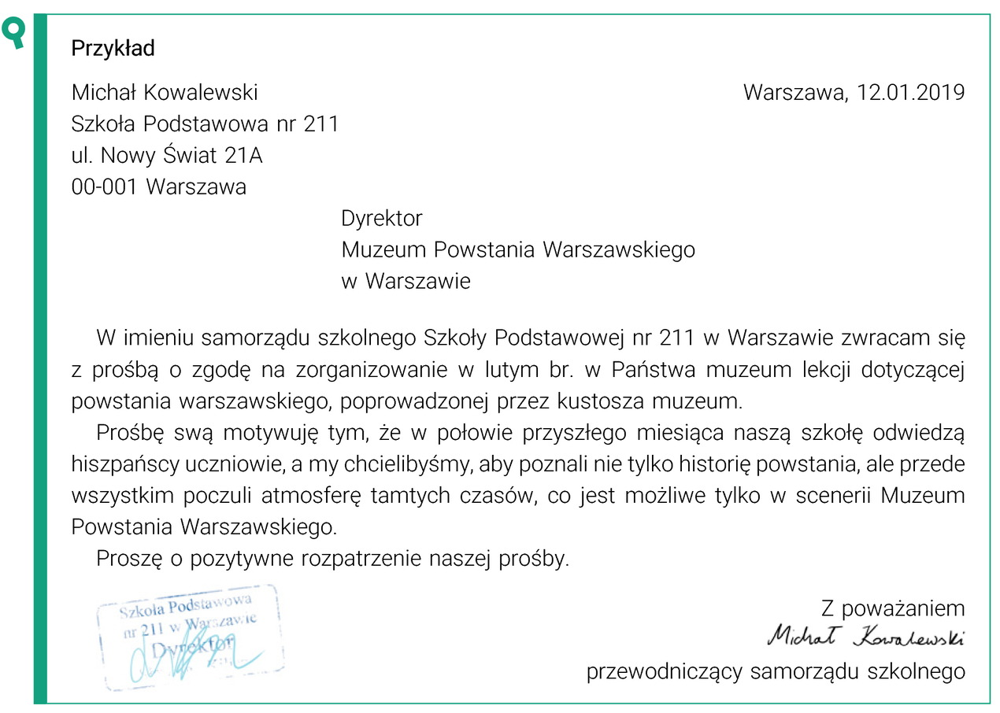 Przykład
Michał Kowalewski
Warszawa, 12.01.2019
Szkoła Podstawowa nr 211
ul. Nowy Świat 21A
00-001 Warszawa
Dyrektor
Muzeum Powstania Warszawskiego
w Warszawie
W imieniu samorządu szkolnego Szkoły Podstawowej nr 211 w Warszawie zwracam się
z prośbą o zgodę na zorganizowanie w lutym br. w Państwa muzeum lekcji dotyczącej
powstania warszawskiego, poprowadzonej przez kustosza muzeum.
Prośbę swą motywuję tym, że w połowie przyszłego miesiąca naszą szkołę odwiedzą
hiszpańscy uczniowie, a my chcielibyśmy, aby poznali nie tylko historię powstania, ale przede
wszystkim poczuli atmosferę tamtych czasów, co jest możliwe tylko w scenerii Muzeum
Powstania Warszawskiego.
Proszę o pozytywne rozpatrzenie naszej prośby.
Szkoła Podstawowa
nr 211 w Warszawie
Dyrektor
Z poważaniem
Michał Kowalewski
przewodniczący samorządu szkolnego